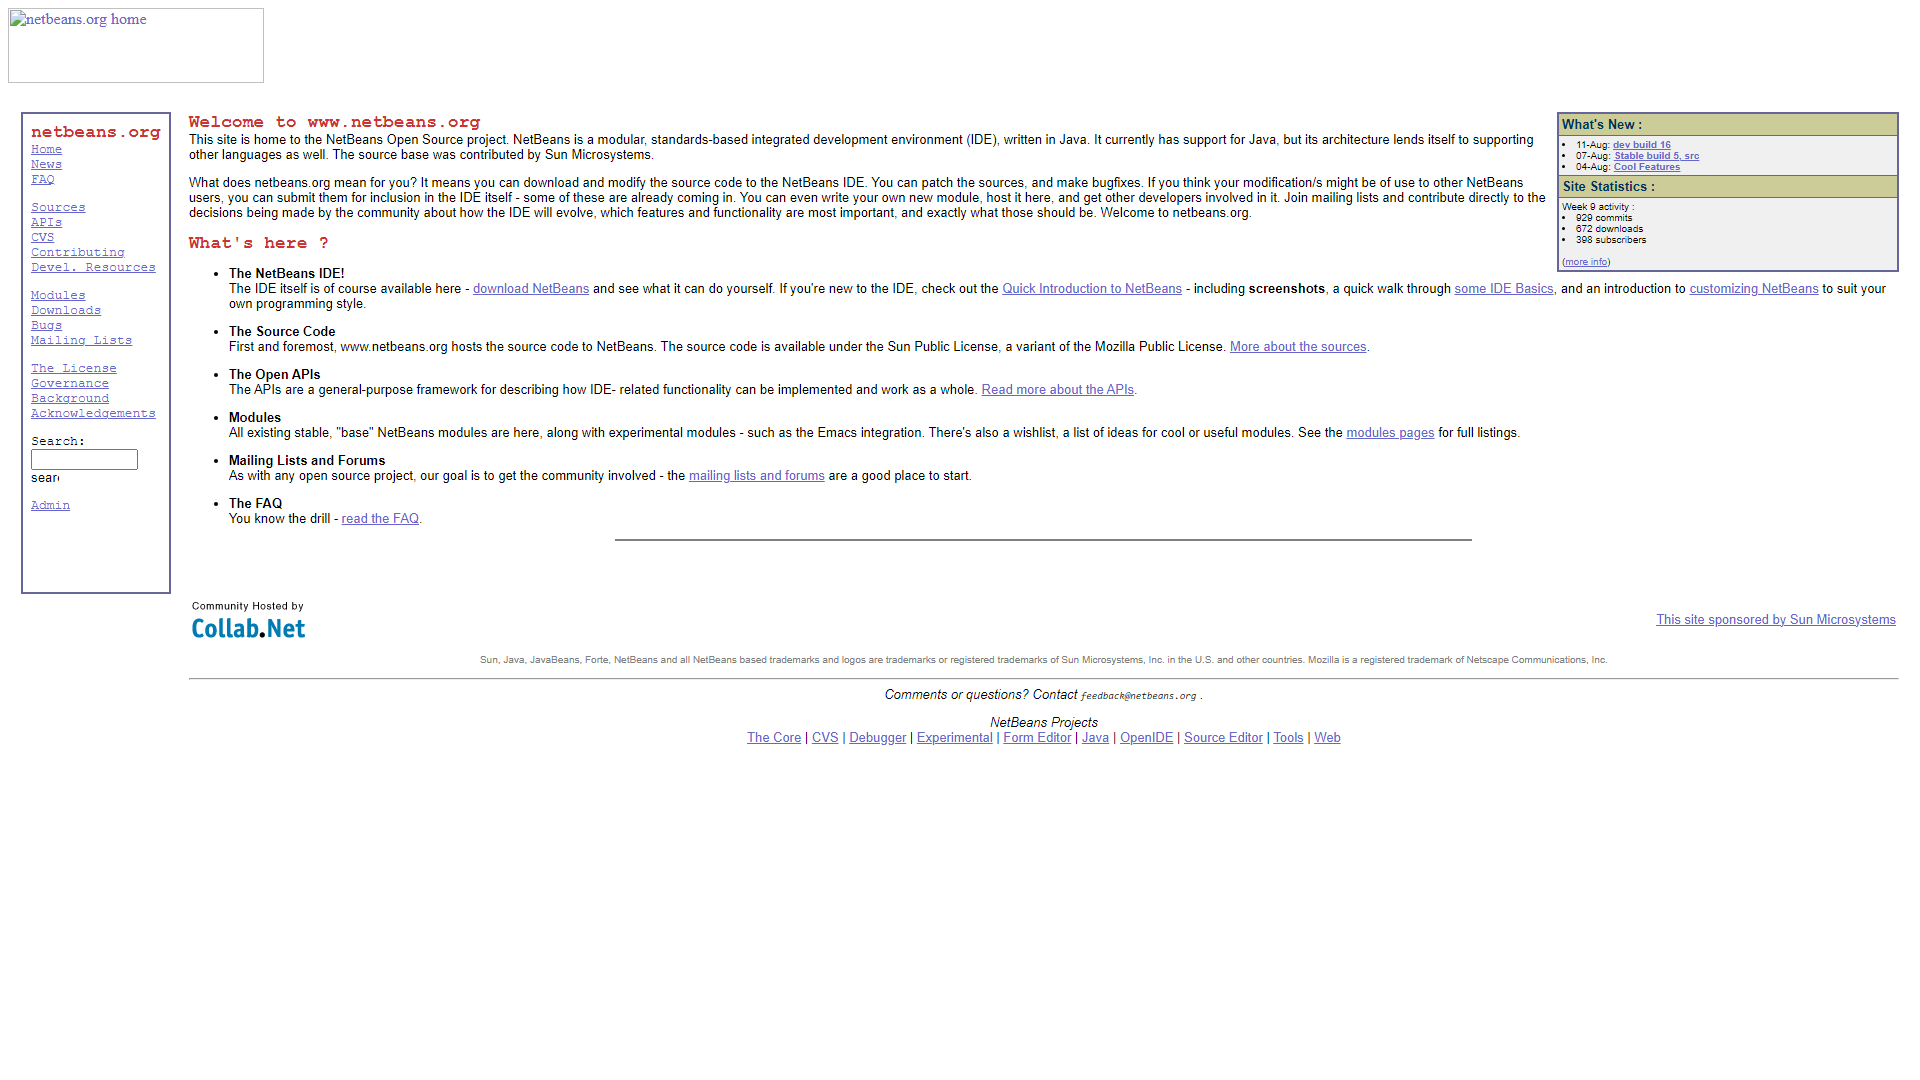 netbeans.org home
netbeans.org
Home
News
FAQ
Sources
APIs
CVS
Contributing
Devel. Resources
Modules
Downloads
Bugs
Mailing Lists
The License
Governance
Background
Acknowledgements
Search:
sear
Admin
Welcome to www.netbeans.org
This site is home to the NetBeans Open Source project. NetBeans is a modular, standards-based integrated development environment (IDE), written in Java. It currently has support for Java, but its architecture lends itself to supporting
other languages as well. The source base was contributed by Sun Microsystems.
What does netbeans.org mean for you? It means you can download and modify the source code to the NetBeans IDE. You can patch the sources, and make bugfixes. If you think your modification/s might be of use to other NetBeans
users, you can submit them for inclusion in the IDE itself - some of these are already coming in. You can even write your own new module, host it here, and get other developers involved in it. Join mailing lists and contribute directly to the
decisions being made by the community about how the IDE will evolve, which features and functionality are most important, and exactly what those should be. Welcome to netbeans.org.
What's New :
• 11-Aug: dev build 16
• 07-Aug: Stable build 5, src
• 04-Aug: Cool Features
Site Statistics :
Week 9 activity :
• 929 commits
• 672 downloads
• 398 subscribers
(more info)
What's here ?
• The NetBeans IDE!
The IDE itself is of course available here - download NetBeans and see what it can do yourself. If you're new to the IDE, check out the Quick Introduction to NetBeans - including screenshots, a quick walk through some IDE Basics, and an introduction to customizing NetBeans to suit your
own programming style.
• The Source Code
First and foremost, www.netbeans.org hosts the source code to NetBeans. The source code is available under the Sun Public License, a variant of the Mozilla Public License. More about the sources.
• The Open APIs
The APIs are a general-purpose framework for describing how IDE- related functionality can be implemented and work as a whole. Read more about the APIs.
• Modules
All existing stable, "base" NetBeans modules are here, along with experimental modules - such as the Emacs integration. There's also a wishlist, a list of ideas for cool or useful modules. See the modules pages for full listings.
• Mailing Lists and Forums
As with any open source project, our goal is to get the community involved - the mailing lists and forums are a good place to start.
• The FAQ
You know the drill - read the FAQ.
Community Hosted by
Collab.Net
This site sponsored by Sun Microsystems
Sun, Java, JavaBeans, Forte, NetBeans and all NetBeans based trademarks and logos are trademarks or registered trademarks of Sun Microsystems, Inc. in the U.S. and other countries. Mozilla is a registered trademark of Netscape Communications, Inc.
Comments or questions? Contact feedback@netbeans.org .
NetBeans Projects
The Core | CVS | Debugger | Experimental | Form Editor | Java | OpenIDE | Source Editor | Tools | Web